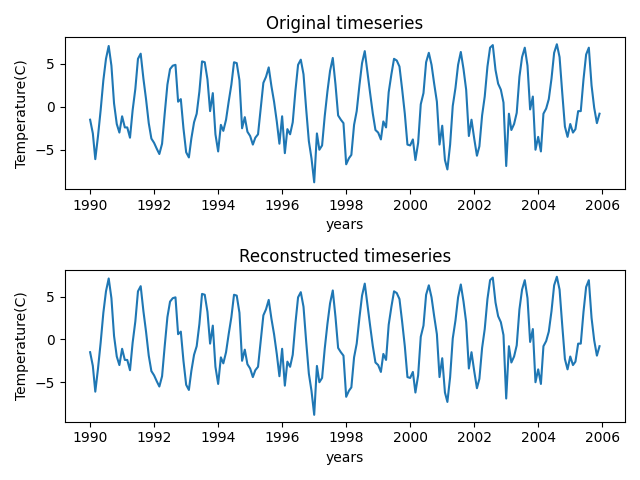 Original timeseries
Temperature(C)
5
0
−5
1990 1992 1994 1996 1998 2000 2002 2004 2006
years
Reconstructed timeseries
Temperature(C)
5
0
−5
1990 1992 1994 1996 1998 2000 2002 2004 2006
years